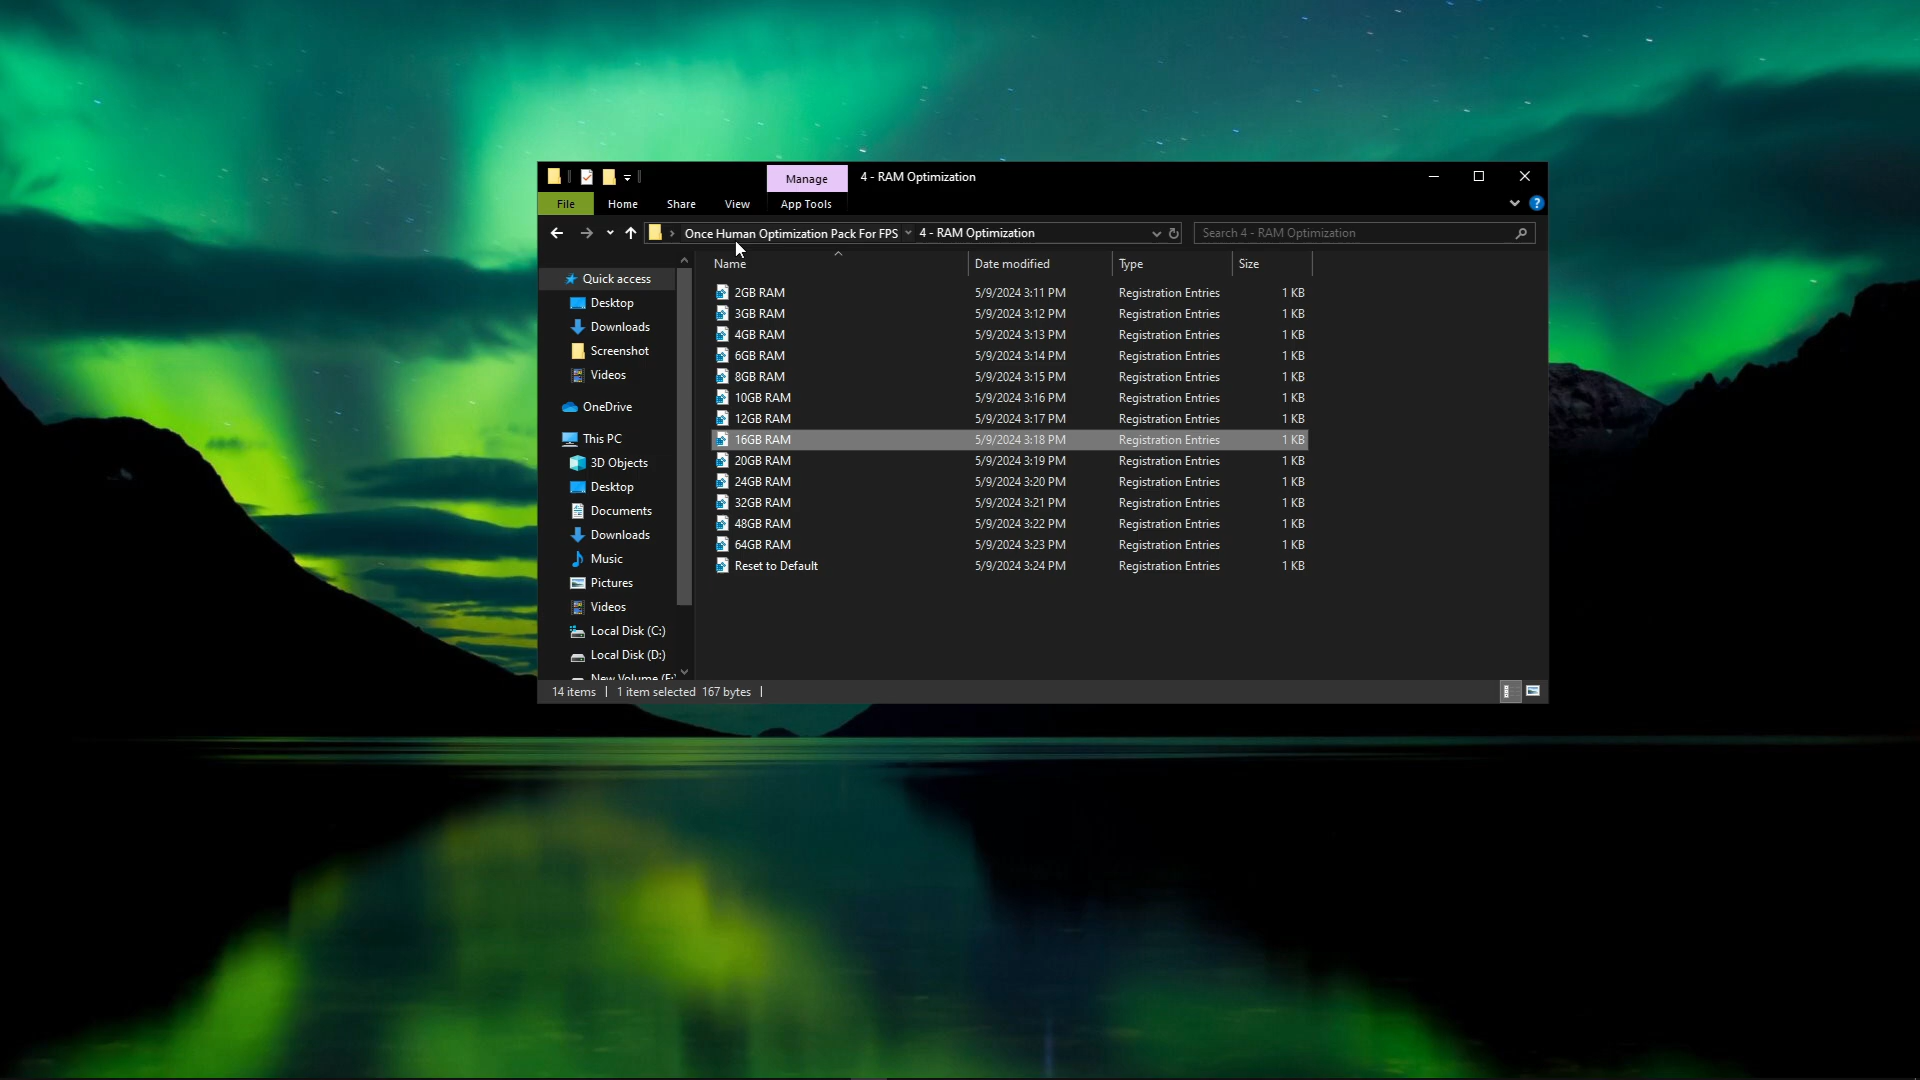 Manage
4 - RAM Optimization
File
Home
Share
View
App Tools
?
Once Human Optimization Pack For FPS
4 - RAM Optimization
Search 4 - RAM Optimization
Name
Date modified
Type
Size
Quick access
Desktop
Downloads
Screenshot
Videos
OneDrive
This PC
3D Objects
Desktop
Documents
Downloads
Music
Pictures
Videos
Local Disk (C:)
Local Disk (D:)
New Volume (E:
2GB RAM 5/9/2024 3:11 PM Registration Entries 1 KB
3GB RAM 5/9/2024 3:12 PM Registration Entries 1 KB
4GB RAM 5/9/2024 3:13 PM Registration Entries 1 KB
6GB RAM 5/9/2024 3:14 PM Registration Entries 1 KB
8GB RAM 5/9/2024 3:15 PM Registration Entries 1 KB
10GB RAM 5/9/2024 3:16 PM Registration Entries 1 KB
12GB RAM 5/9/2024 3:17 PM Registration Entries 1 KB
16GB RAM 5/9/2024 3:18 PM Registration Entries 1 KB
20GB RAM 5/9/2024 3:19 PM Registration Entries 1 KB
24GB RAM 5/9/2024 3:20 PM Registration Entries 1 KB
32GB RAM 5/9/2024 3:21 PM Registration Entries 1 KB
48GB RAM 5/9/2024 3:22 PM Registration Entries 1 KB
64GB RAM 5/9/2024 3:23 PM Registration Entries 1 KB
Reset to Default 5/9/2024 3:24 PM Registration Entries 1 KB
14 items | 1 item selected 167 bytes |